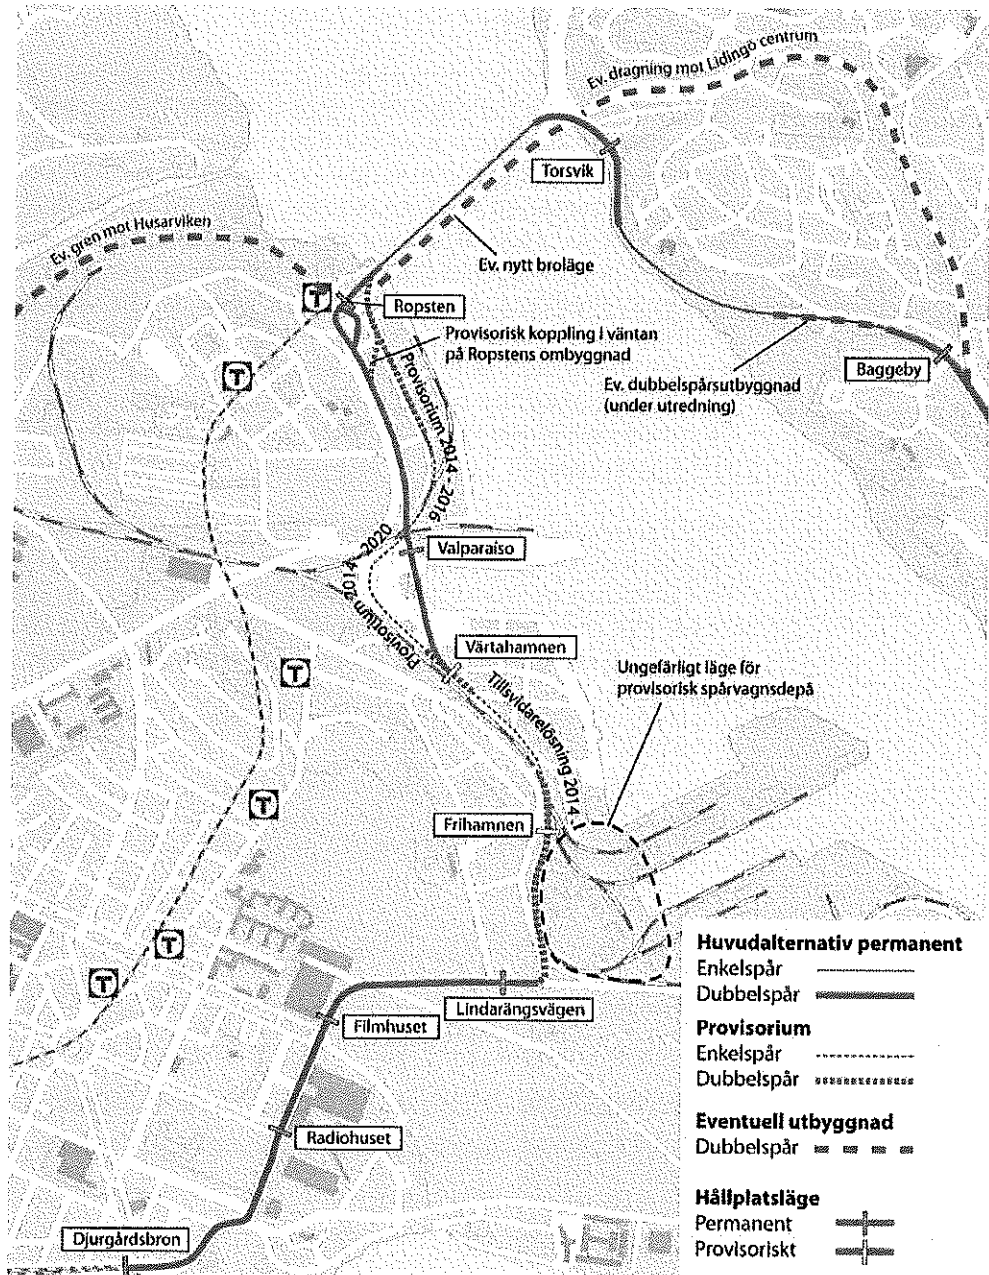 Ev. dragning mot Lidingö centrum
Torsvik
Ev. gren mot Husarviken
Ev. nytt broläge
T
Ropsten
Provisorisk koppling i väntan
på Ropstens ombyggnad
T
Baggeby
Ev. dubbelspårsutbyggnad
(under utredning)
Provisorium 2014 - 2016
Valparaiso
Provisorium 2014 - 2020
Värtahamnen
T
Ungefärligt läge för
provisorisk spårvagnsdepå
Tillsvidarelösning 2014
T
Frihamnen
T
T
Lindarängsvägen
Filmhuset
Radiohuset
Djurgårdsbron
Huvudalternativ permanent
Enkelspår
Dubbelspår
Provisorium
Enkelspår
Dubbelspår
Eventuell utbyggnad
Dubbelspår
Hållplatsläge
Permanent
Provisoriskt